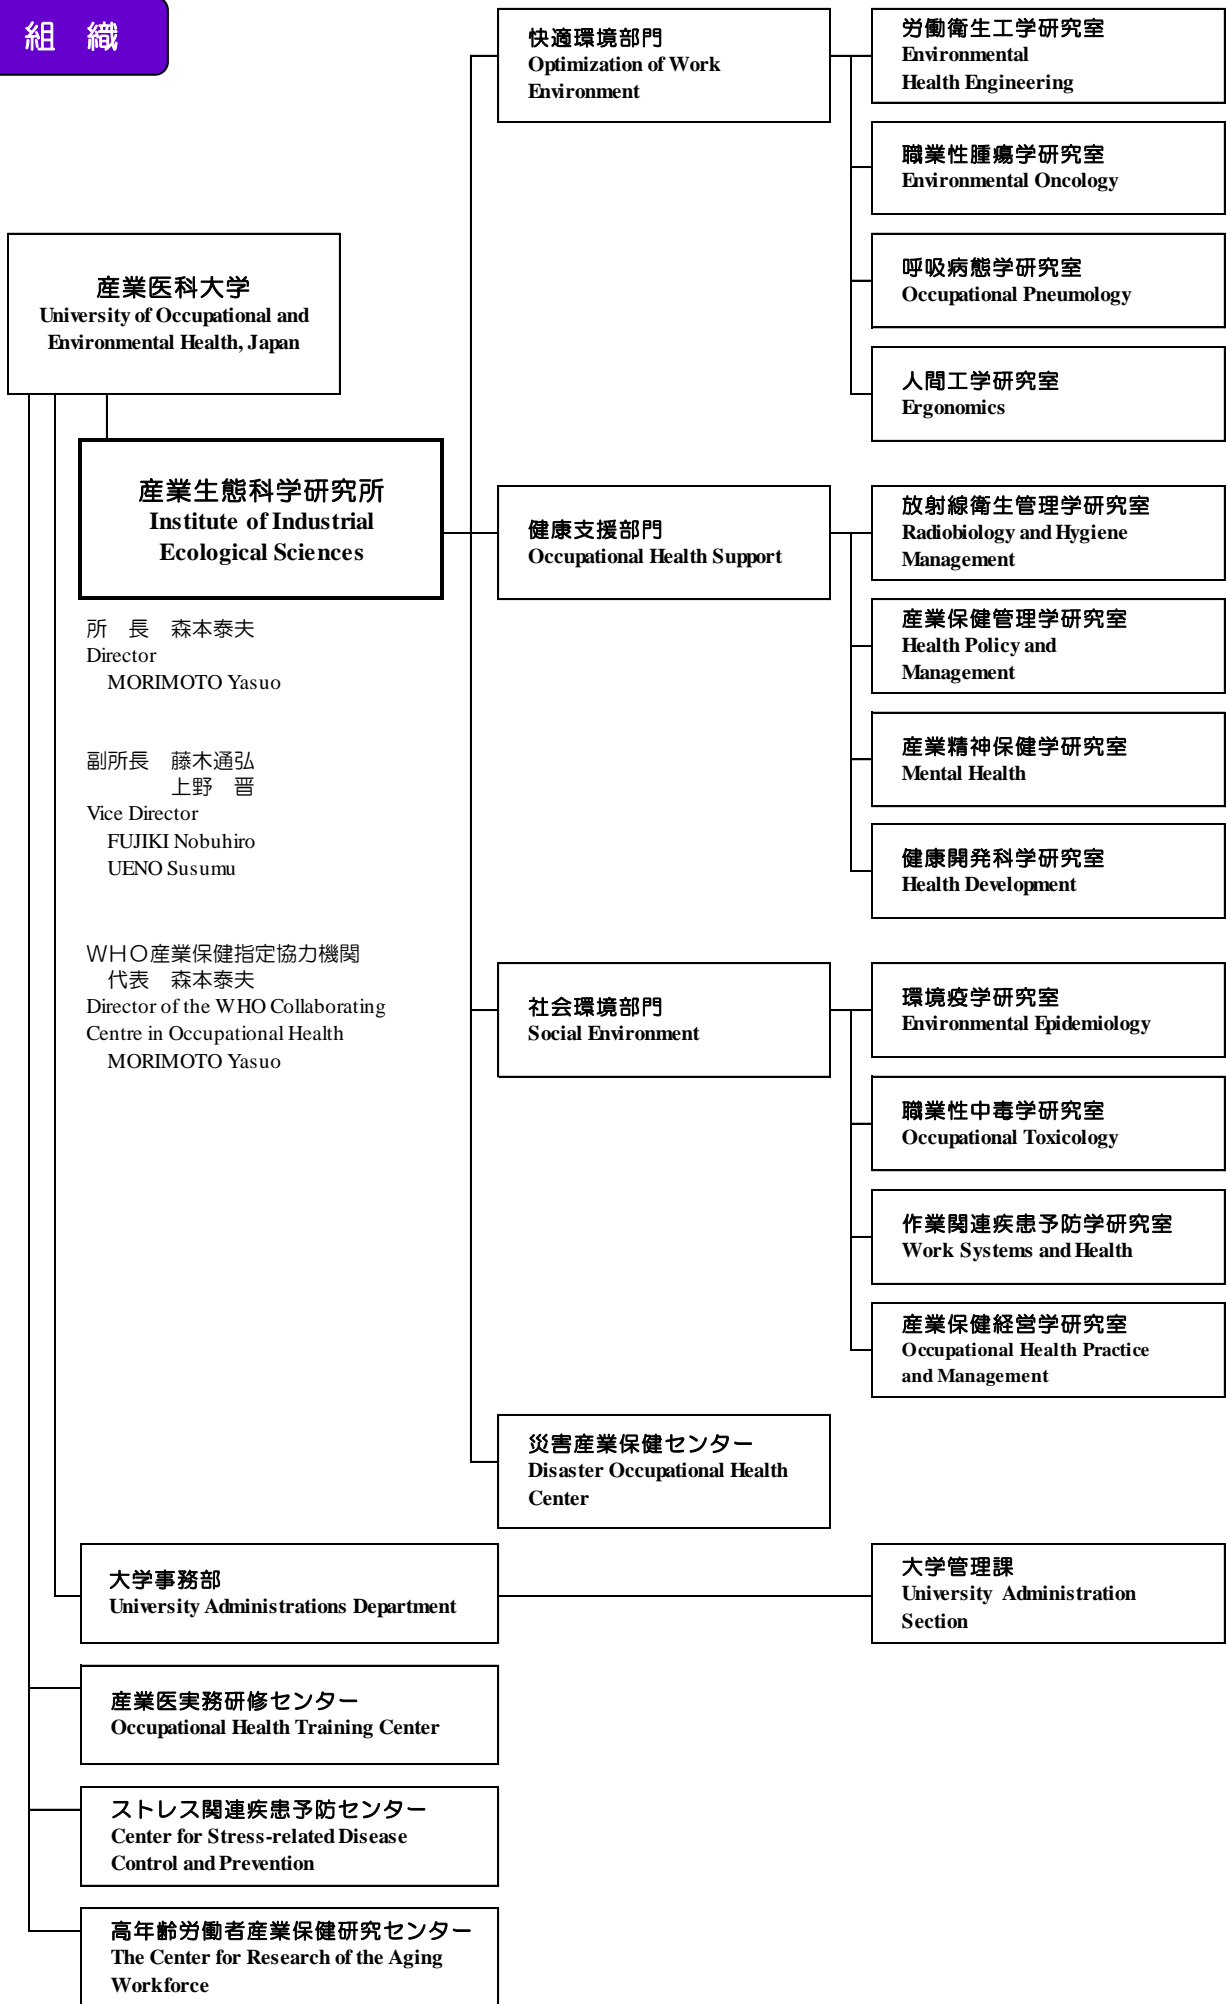 組　織
産業医科大学
University of Occupational and
Environmental Health, Japan
産業生態科学研究所
Institute of Industrial
Ecological Sciences
所　長　森本泰夫
Director
MORIMOTO Yasuo
副所長　藤木通弘
上野　晋
Vice Director
FUJIKI Nobuhiro
UENO Susumu
WHO産業保健指定協力機関
代表　森本泰夫
Director of the WHO Collaborating
Centre in Occupational Health
MORIMOTO Yasuo
快適環境部門
Optimization of Work
Environment
労働衛生工学研究室
Environmental
Health Engineering
職業性腫瘍学研究室
Environmental Oncology
呼吸病態学研究室
Occupational Pneumology
人間工学研究室
Ergonomics
健康支援部門
Occupational Health Support
放射線衛生管理学研究室
Radiobiology and Hygiene
Management
産業保健管理学研究室
Health Policy and
Management
産業精神保健学研究室
Mental Health
健康開発科学研究室
Health Development
社会環境部門
Social Environment
環境疫学研究室
Environmental Epidemiology
職業性中毒学研究室
Occupational Toxicology
作業関連疾患予防学研究室
Work Systems and Health
産業保健経営学研究室
Occupational Health Practice
and Management
災害産業保健センター
Disaster Occupational Health
Center
大学事務部
University Administrations Department
大学管理課
University Administration
Section
産業医実務研修センター
Occupational Health Training Center
ストレス関連疾患予防センター
Center for Stress-related Disease
Control and Prevention
高年齢労働者産業保健研究センター
The Center for Research of the Aging
Workforce